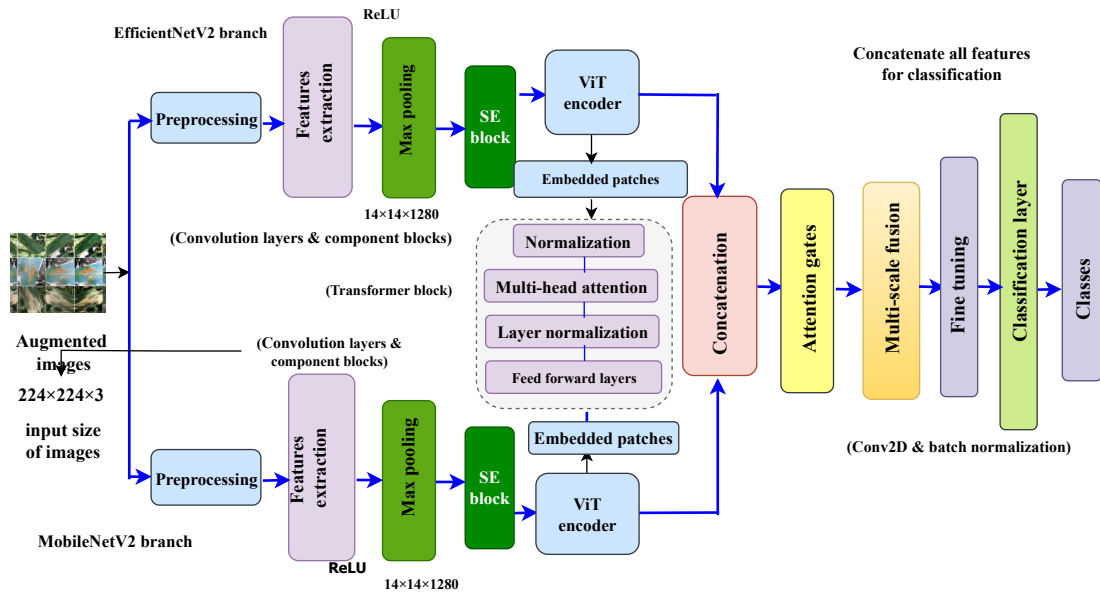 ReLU
EfficientNetV2 branch
Preprocessing
Features
extraction
Max pooling
14×14×1280
SE
block
ViT
encoder
Embedded patches
(Convolution layers & component blocks)
Normalization
(Transformer block)
Multi-head attention
Layer normalization
Feed forward layers
Augmented
images
224×224×3
input size
of images
(Convolution layers &
component blocks)
Preprocessing
Features
extraction
ReLU
Max pooling
14×14×1280
SE
block
Embedded patches
ViT
encoder
MobileNetV2 branch
Concatenation
Attention gates
Multi-scale fusion
Fine tuning
Concatenate all features
for classification
Classification layer
Classes
(Conv2D & batch normalization)